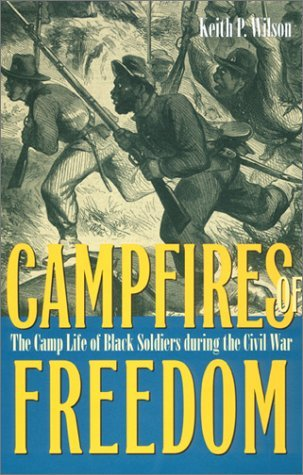 Keith P. Wilson
CAMPFIRES OF
The Camp Life of Black Soldiers during the Civil War
FREEDOM